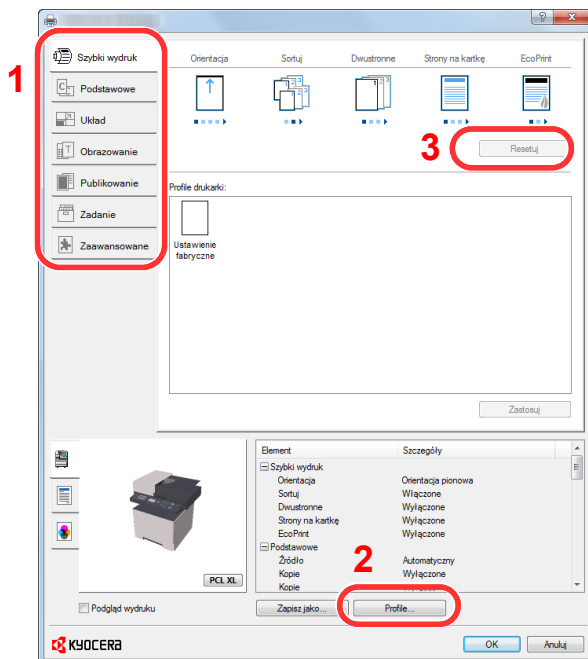 ?
X
1
Szybki wydruk
Podstawowe
Układ
Obrazowanie
Publikowanie
Zadanie
Zaawansowane
Orientacja Sortuj Dwustronne Strony na kartkę EcoPrint
3
Resetuj
Profile drukarki:
Ustawienie
fabryczne
Zastosuj
Element Szczegóły
Szybki wydruk
Orientacja Orientacja pionowa
Sortuj Włączone
Dwustronne Wyłączone
Strony na kartkę Wyłączone
EcoPrint Wyłączone
Podstawowe
Źródło Automatyczny
Kopie Wyłączone
Kopie
2
PCL XL
Podgląd wydruku
Zapisz jako...
Profile...
KYOCERA
OK
Anuluj